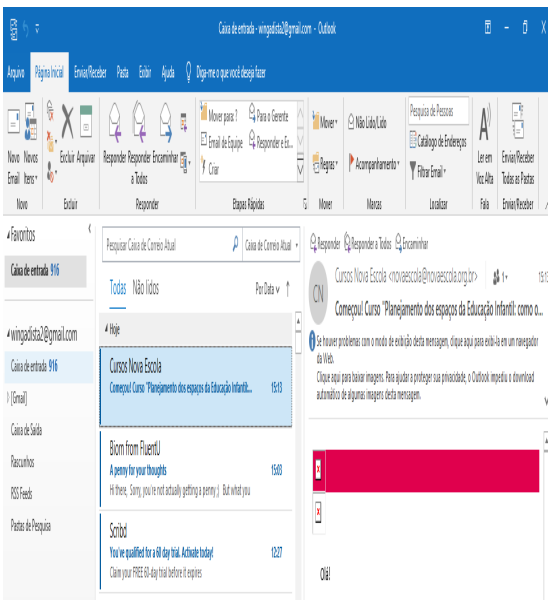 Caixa de entrada - wingadista2@gmail.com - Outlook
Arquivo Página Inicial Enviar/Receber Pasta Exibir Ajuda Diga-me o que você deseja fazer
Novo Email
Novos Itens
Novo
Excluir Arquivar
Excluir
Responder
Responder a Todos
Encaminhar
Responder
Mover para: ?
Email de Equipe
Criar
Para o Gerente
Responder e Ex...
Etapas Rápidas
Mover
Regras
Mover
Não Lido/Lido
Acompanhamento
Marcas
Pesquisa de Pessoas
Catálogo de Endereços
Filtrar Email
Localizar
Ler em Voz Alta
Fala
Enviar/Receber Todas as Pastas
Enviar/Receber
Favoritos
Caixa de entrada 916
wingadista2@gmail.com
Caixa de entrada 916
[Gmail]
Caixa de Saída
Rascunhos
RSS Feeds
Pastas de Pesquisa
Pesquisar Caixa de Correio Atual
Caixa de Correio Atual
Todas Não lidos Por Data
Hoje
Cursos Nova Escola
Começou! Curso "Planejamento dos espaços da Educação Infantil:... 15:13
Biorn from FluentU
A penny for your thoughts 15:03
Hi there, Sorry, you're not actually getting a penny ;) But what you
Scribd
You've qualified for a 60 day trial. Activate today! 12:27
Claim your FREE 60-day trial before it expires
Responder Responder a Todos Encaminhar
CN
Cursos Nova Escola <novaescola@novaescola.org.br> 1 15:13
Começou! Curso "Planejamento dos espaços da Educação Infantil: como o...
Se houver problemas com o modo de exibição desta mensagem, clique aqui para exibi-la em um navegador
da Web.
Clique aqui para baixar imagens. Para ajudar a proteger sua privacidade, o Outlook impediu o download
automático de algumas imagens desta mensagem.
Olá!